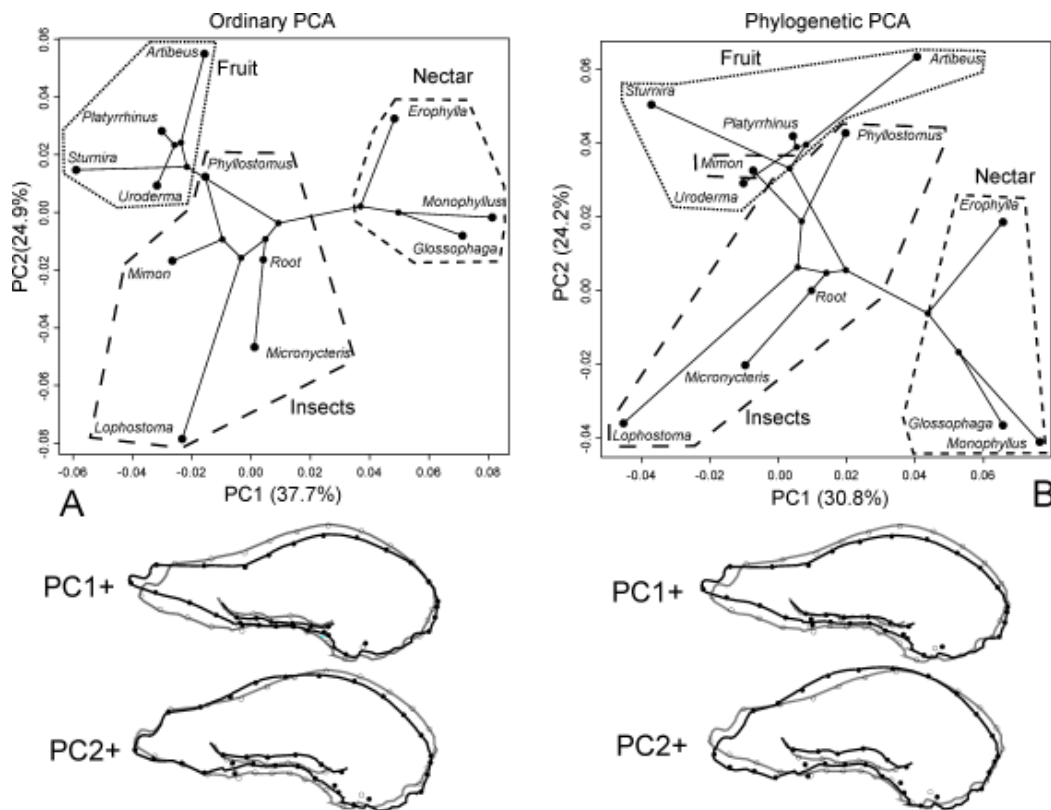 Ordinary PCA
0.06
0.04
0.02
0.00
-0.02
-0.04
-0.06
-0.08
PC2(24.9%)
Artibeus
Fruit
Platyrrhinus
Sturnira
Uroderma
Phyllostomus
Nectar
Erophylla
Monophyllus
Glossophaga
Mimon
Root
Micronycteris
Insects
Lophostoma
-0.06 -0.04 -0.02 0.00 0.02 0.04 0.06 0.08
PC1 (37.7%)
A
PC1+
PC2+
Phylogenetic PCA
0.06
0.04
0.02
0.00
-0.02
-0.04
PC2 (24.2%)
Fruit
Artibeus
Sturnira
Platyrrhinus
Phyllostomus
Mimon
Uroderma
Nectar
Erophylla
Root
Micronycteris
Insects
Lophostoma
Glossophaga
Monophyllus
-0.04 -0.02 0.00 0.02 0.04 0.06
PC1 (30.8%)
B
PC1+
PC2+